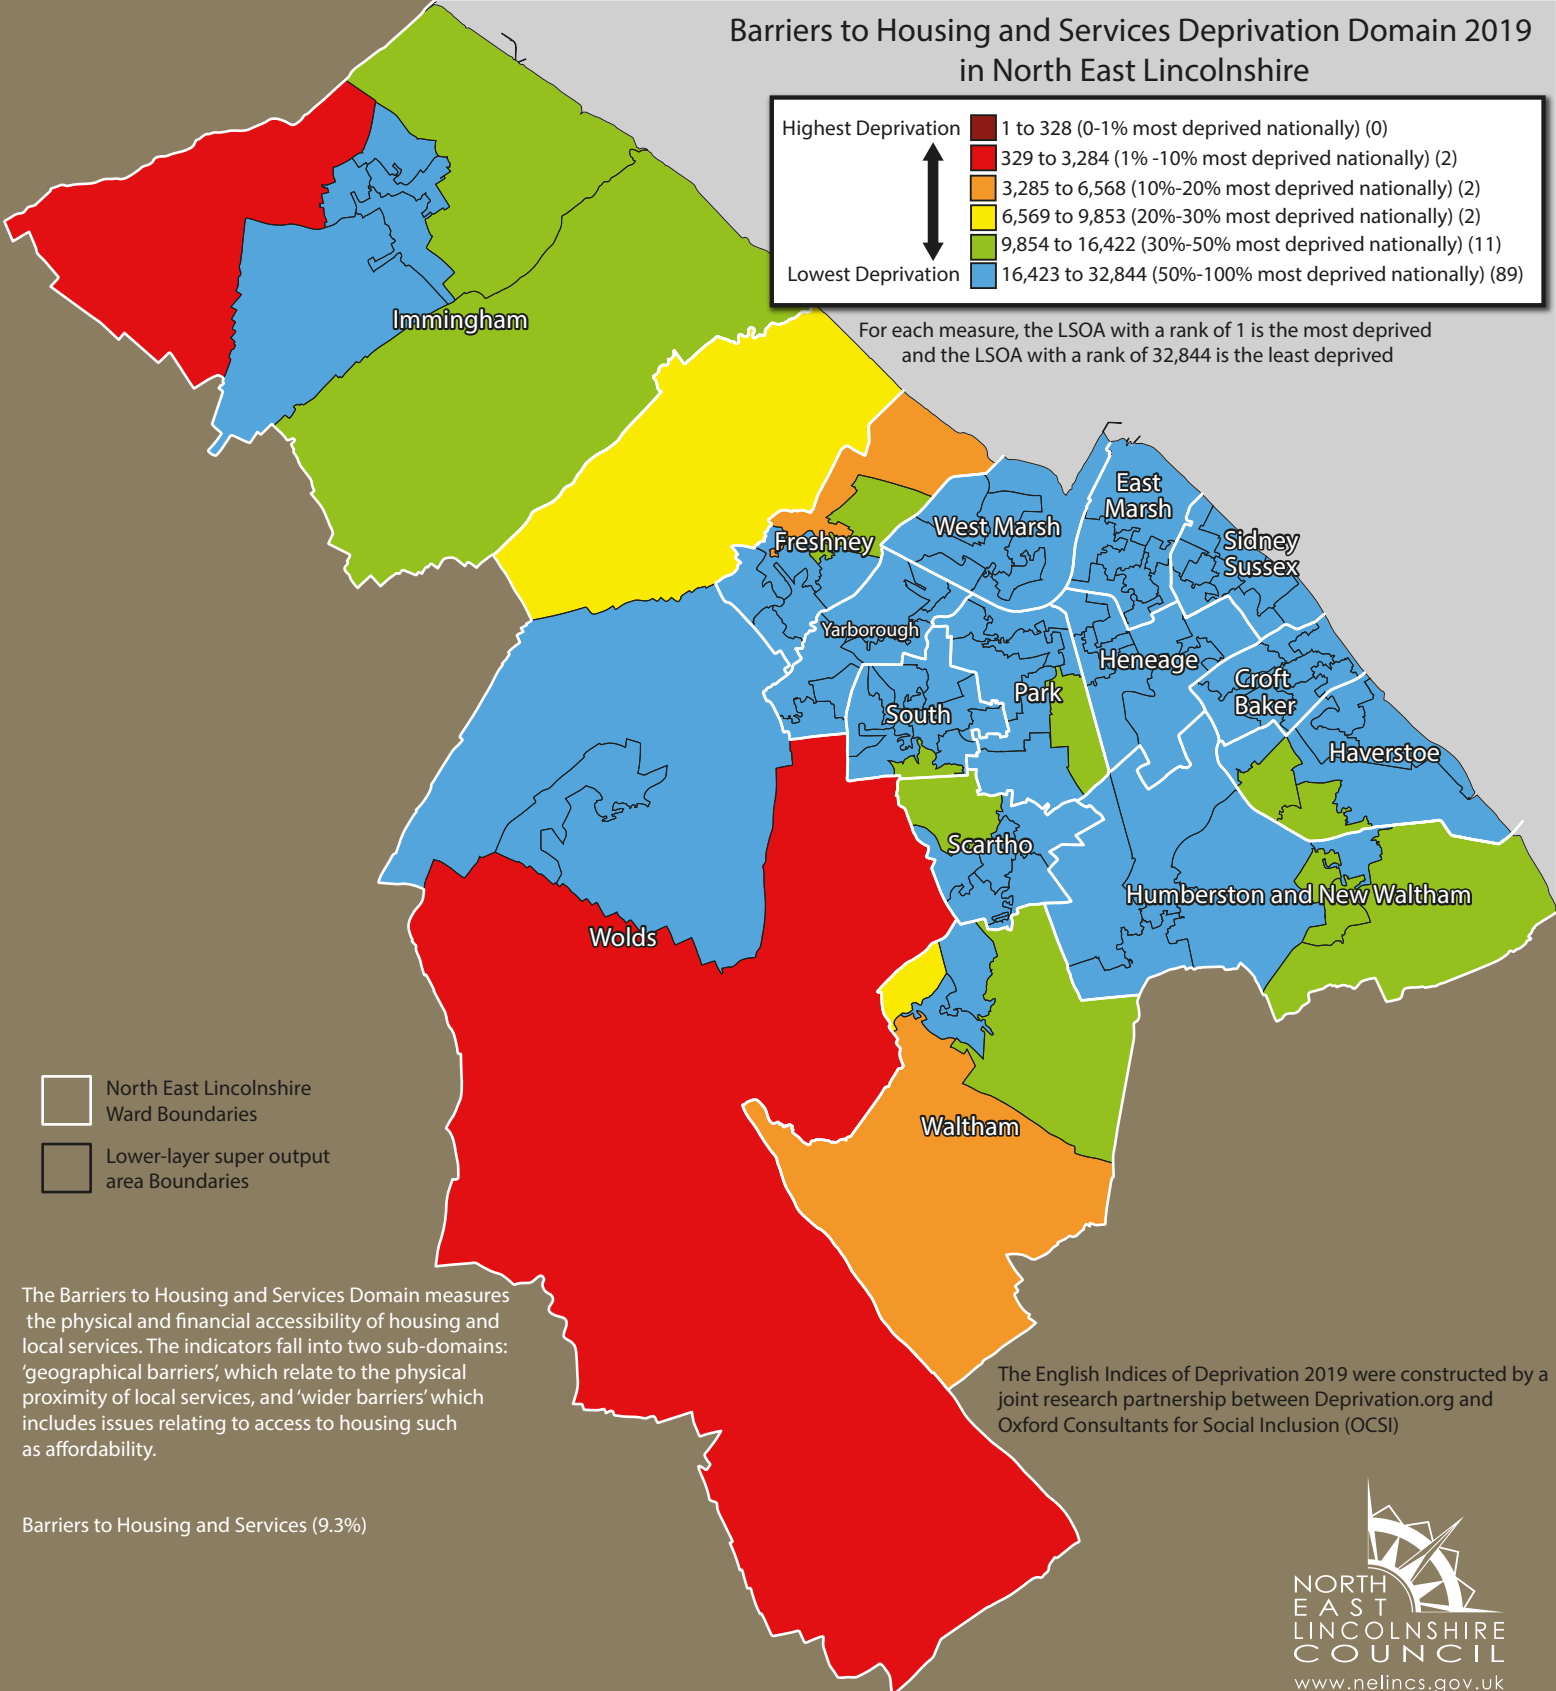 Barriers to Housing and Services Deprivation Domain 2019
in North East Lincolnshire
Highest Deprivation
1 to 328 (0-1% most deprived nationally) (0)
329 to 3,284 (1% -10% most deprived nationally) (2)
3,285 to 6,568 (10%-20% most deprived nationally) (2)
6,569 to 9,853 (20%-30% most deprived nationally) (2)
9,854 to 16,422 (30%-50% most deprived nationally) (11)
Lowest Deprivation
16,423 to 32,844 (50%-100% most deprived nationally) (89)
For each measure, the LSOA with a rank of 1 is the most deprived
and the LSOA with a rank of 32,844 is the least deprived
Immingham
East
Marsh
West Marsh
Freshney
Sidney
Sussex
Yarborough
Heneage
Park
Croft
Baker
South
Haverstoe
Scartho
Humberston and New Waltham
Wolds
Waltham
North East Lincolnshire
Ward Boundaries
Lower-layer super output
area Boundaries
The Barriers to Housing and Services Domain measures
the physical and financial accessibility of housing and
local services. The indicators fall into two sub-domains:
‘geographical barriers’, which relate to the physical
proximity of local services, and ‘wider barriers’ which
includes issues relating to access to housing such
as affordability.
Barriers to Housing and Services (9.3%)
The English Indices of Deprivation 2019 were constructed by a
joint research partnership between Deprivation.org and
Oxford Consultants for Social Inclusion (OCSI)
NORTH
EAST
LINCOLNSHIRE
COUNCIL
www.nelincs.gov.uk